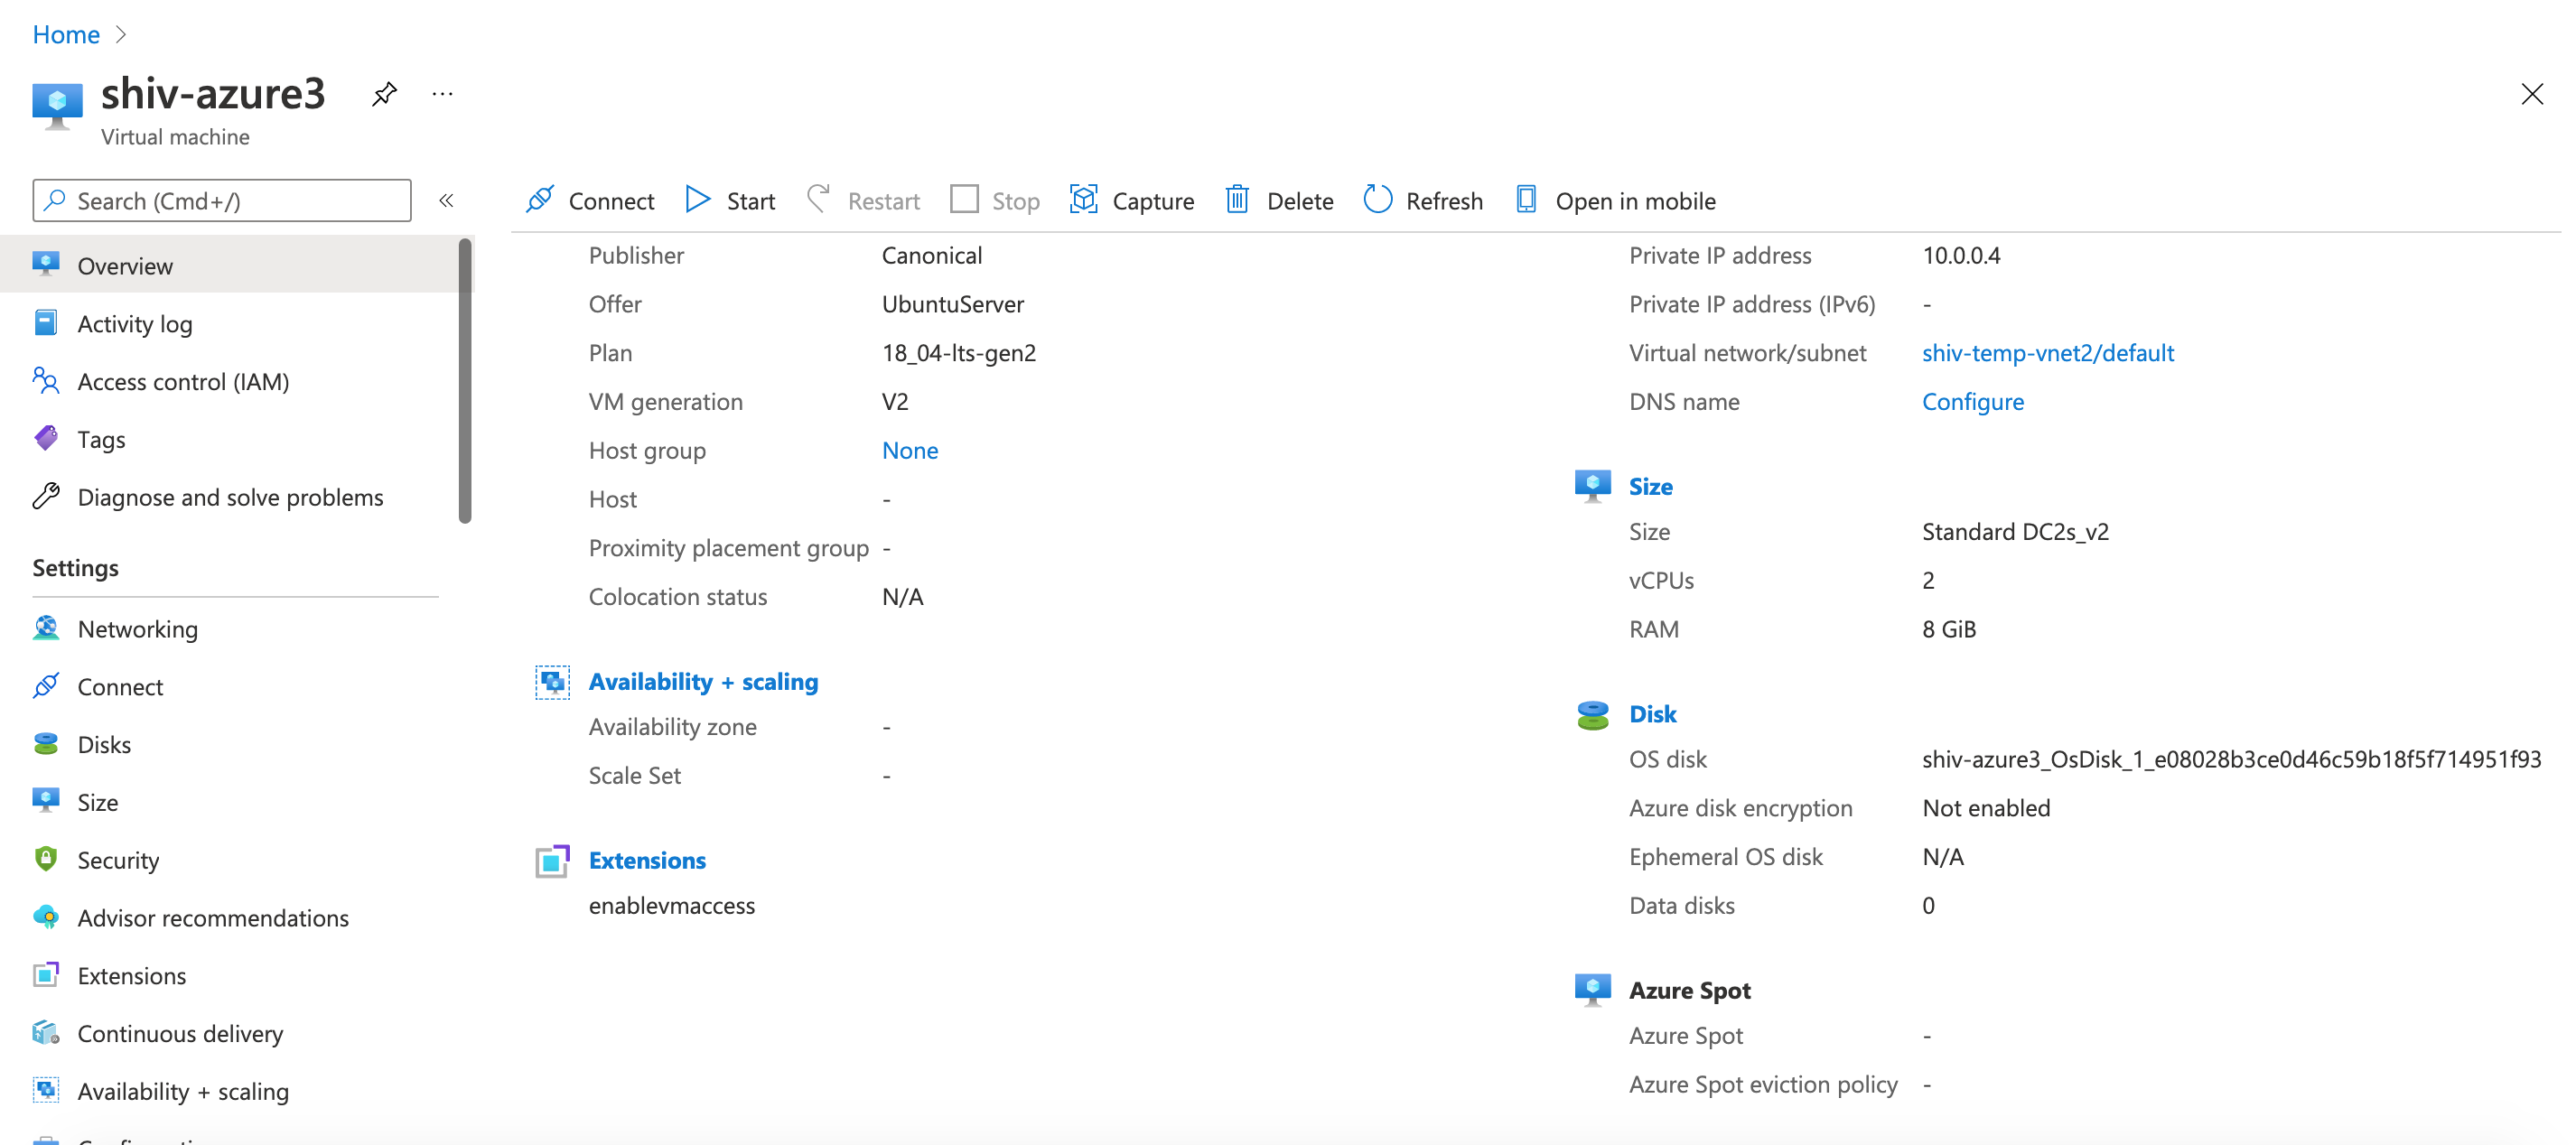 Home
shiv-azure3
Virtual machine
Search (Cmd+/)
Connect
Start
Restart
Stop
Capture
Delete
Refresh
Open in mobile
Overview
Activity log
Access control (IAM)
Tags
Diagnose and solve problems
Settings
Networking
Connect
Disks
Size
Security
Advisor recommendations
Extensions
Continuous delivery
Availability + scaling
Publisher Canonical
Offer UbuntuServer
Plan 18_04-lts-gen2
VM generation V2
Host group None
Host -
Proximity placement group -
Colocation status N/A
Availability + scaling
Availability zone -
Scale Set -
Extensions
enablevmaccess
Private IP address 10.0.0.4
Private IP address (IPv6) -
Virtual network/subnet shiv-temp-vnet2/default
DNS name Configure
Size
Size Standard DC2s_v2
vCPUs 2
RAM 8 GiB
Disk
OS disk shiv-azure3_OsDisk_1_e08028b3ce0d46c59b18f5f714951f93
Azure disk encryption Not enabled
Ephemeral OS disk N/A
Data disks 0
Azure Spot
Azure Spot -
Azure Spot eviction policy -